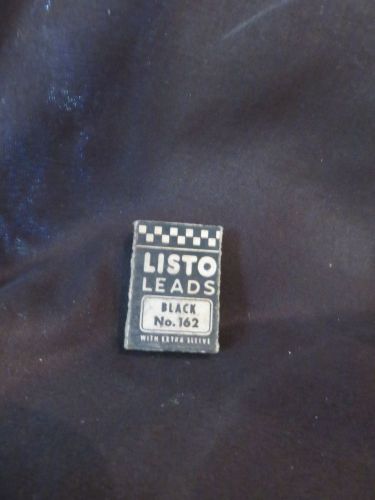 LISTO
LEADS
BLACK
No. 162
WITH EXTRA SLEEVE